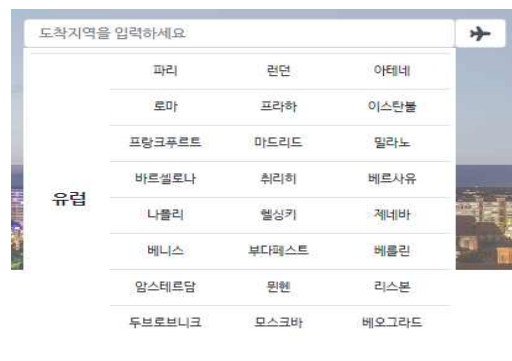 도착지역을 입력하세요
파리 런던 아테네
로마 프라하 이스탄불
프랑크푸르트 마드리드 밀라노
바르셀로나 취리히 베르사유
유럽
나폴리 헬싱키 제네바
베니스 부다페스트 베를린
암스테르담 뮌헨 리스본
두브로브니크 모스크바 베오그라드